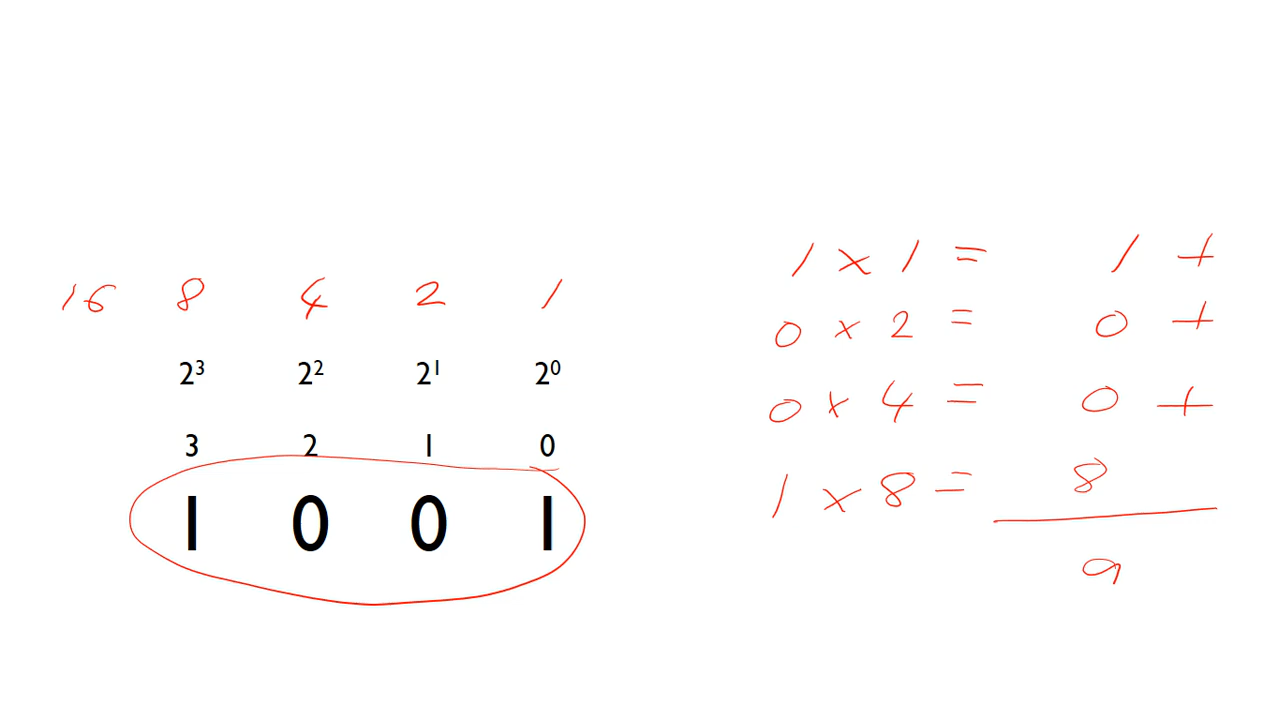 16 8 4 2 1
2³ 2² 2¹ 2⁰
3 2 1 0
1 0 0 1
1 x 1 = 1 +
0 x 2 = 0 +
0 x 4 = 0 +
1 x 8 = 8
9